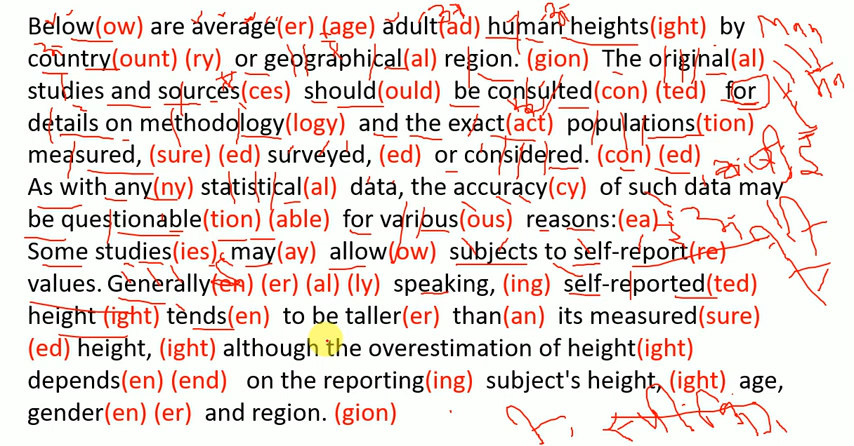 Below(ow) are average(er) (age) adult(ad) human heights(ight) by
country(ount) (ry) or geographical(al) region. (gion) The original(al)
studies and sources(ces) should(ould) be consulted(con) (ted) for
details on methodology(logy) and the exact(act) populations(tion)
measured, (sure) (ed) surveyed, (ed) or considered. (con) (ed)
As with any(ny) statistical(al) data, the accuracy(cy) of such data may
be questionable(tion) (able) for various(ous) reasons:(ea)
Some studies(ies) may(ay) allow(ow) subjects to self-report(re)
values. Generally(en) (er) (al) (ly) speaking, (ing) self-reported(ted)
height (ight) tends(en) to be taller(er) than(an) its measured(sure)
(ed) height, (ight) although the overestimation of height(ight)
depends(en) (end) on the reporting(ing) subject's height, (ight) age,
gender(en) (er) and region. (gion)